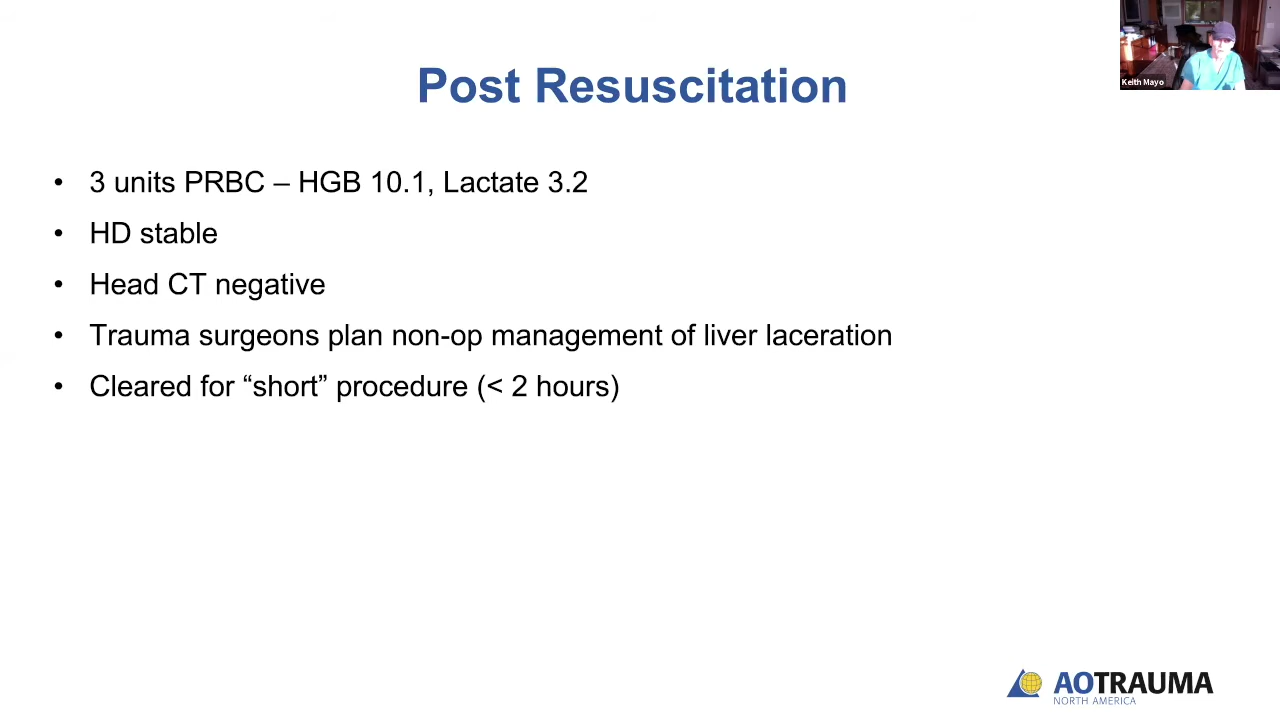 Keith Mayo
Post Resuscitation
• 3 units PRBC – HGB 10.1, Lactate 3.2
• HD stable
• Head CT negative
• Trauma surgeons plan non-op management of liver laceration
• Cleared for “short” procedure (< 2 hours)
AOTRAUMA
NORTH AMERICA